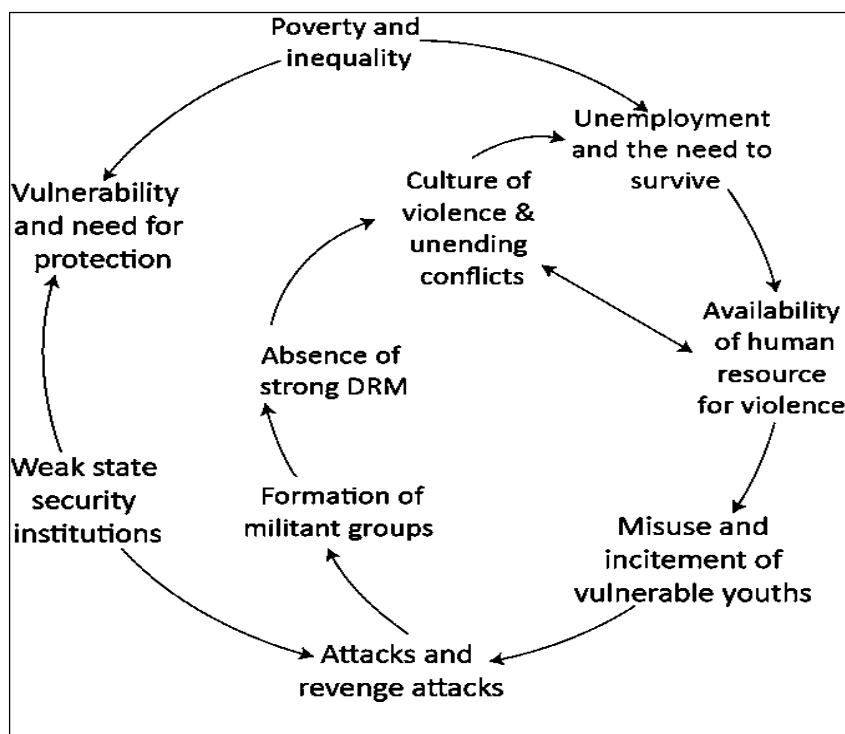 Poverty and
inequality
Unemployment
and the need to
survive
Culture of
violence &
unending
conflicts
Vulnerability
and need for
protection
Availability
of human
resource
for violence
Absence of
strong DRM
Weak state
security
institutions
Formation of
militant groups
Misuse and
incitement of
vulnerable youths
Attacks and
revenge attacks